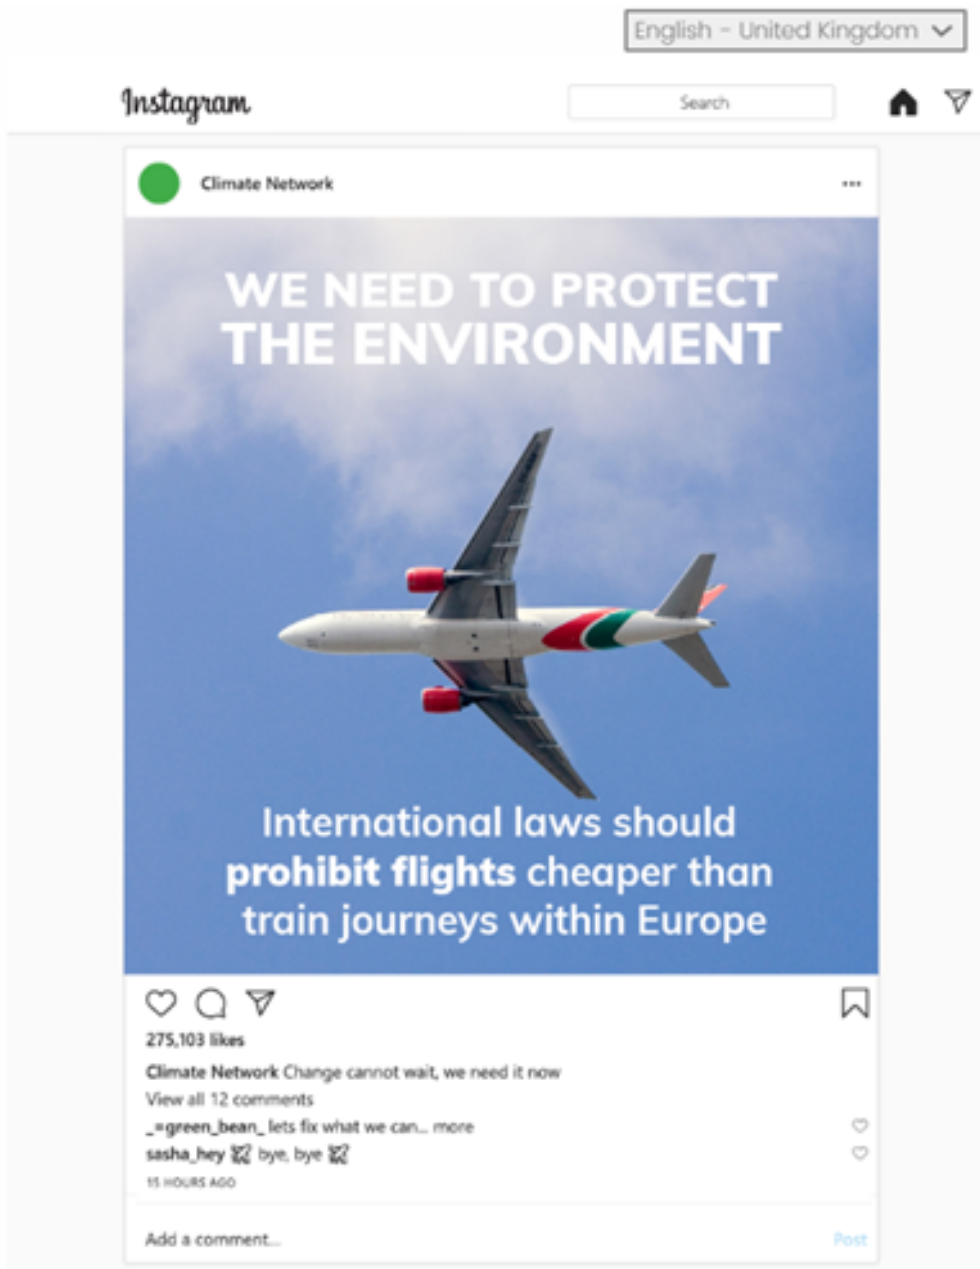 English - United Kingdom
Instagram
Search
Climate Network
WE NEED TO PROTECT
THE ENVIRONMENT
International laws should
prohibit flights cheaper than
train journeys within Europe
275,103 likes
Climate Network Change cannot wait, we need it now
View all 12 comments
_=green_bean_ lets fix what we can... more
sasha_hey bye, bye
15 HOURS AGO
Add a comment...
Post